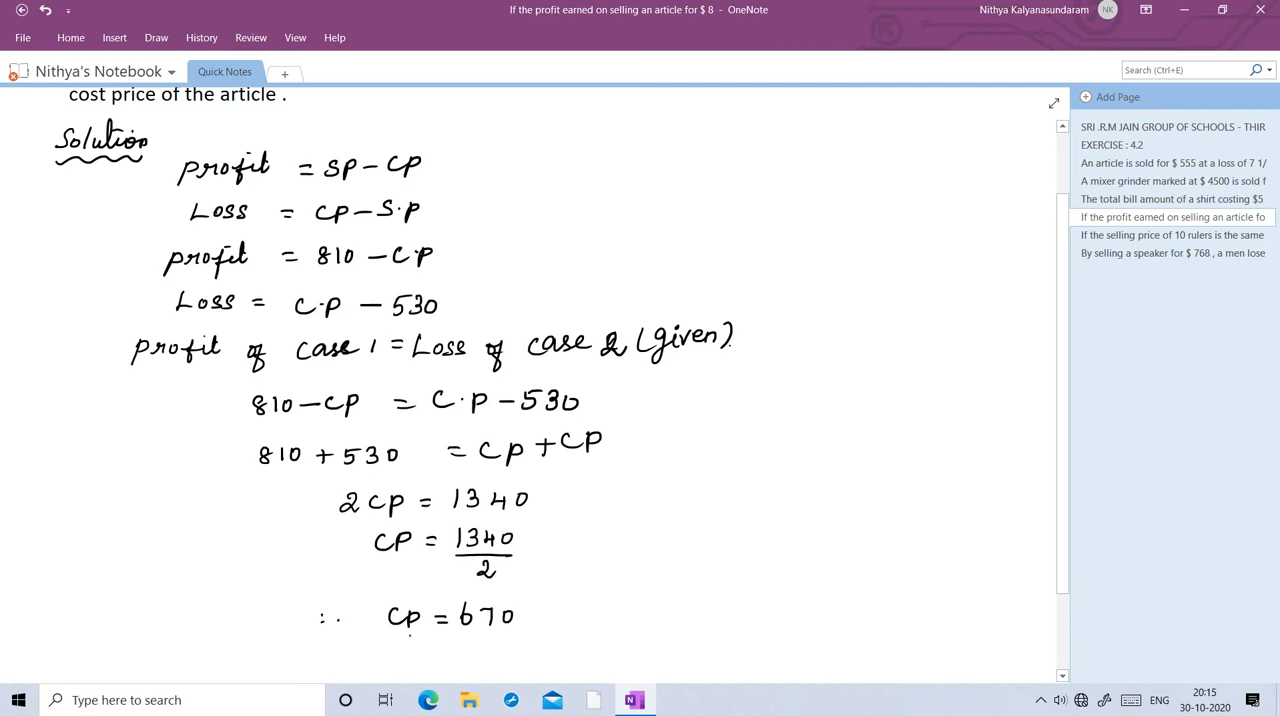 If the profit earned on selling an article for $ 8 - OneNote
Nithya Kalyanasundaram
NK
File Home Insert Draw History Review View Help
Nithya's Notebook
Quick Notes
+
Search (Ctrl+E)
cost price of the article .
Solution
profit = SP - CP
Loss = CP - S.P
profit = 810 - C.P
Loss = C.P - 530
profit of case 1 = Loss of case 2 (given)
810 - CP = C.P - 530
810 + 530 = CP + CP
2 CP = 1340
CP = 1340
2
∴ CP = 670
Add Page
SRI .R.M JAIN GROUP OF SCHOOLS - THIR
EXERCISE : 4.2
An article is sold for $ 555 at a loss of 7 1/
A mixer grinder marked at $ 4500 is sold f
The total bill amount of a shirt costing $5
If the profit earned on selling an article fo
If the selling price of 10 rulers is the same
By selling a speaker for $ 768 , a men lose
Type here to search
ENG
20:15
30-10-2020